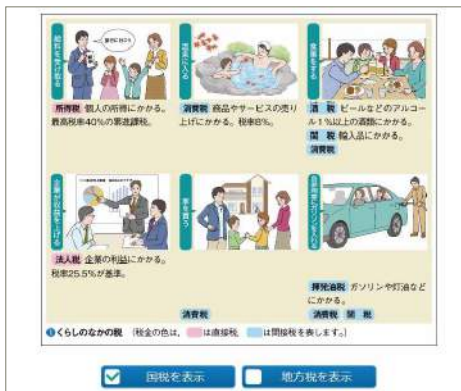 給料を受け取る
所得税 個人の所得にかかる。
最高税率40%の累進課税。
温泉に入る
消費税 商品やサービスの売り
上げにかかる。税率8%。
食事をする
酒 税 ビールなどのアルコー
ル1%以上の酒類にかかる。
関 税 輸入品にかかる。
消費税
企業が収益を上げる
法人税 企業の利益にかかる。
税率25.5%が基準。
家を買う
消費税
自家用車にガソリンを入れる
揮発油税 ガソリンや灯油など
にかかる。
消費税 関 税
❶くらしのなかの税 (税金の色は, は直接税, は間接税を表します。)
国税を表示
地方税を表示